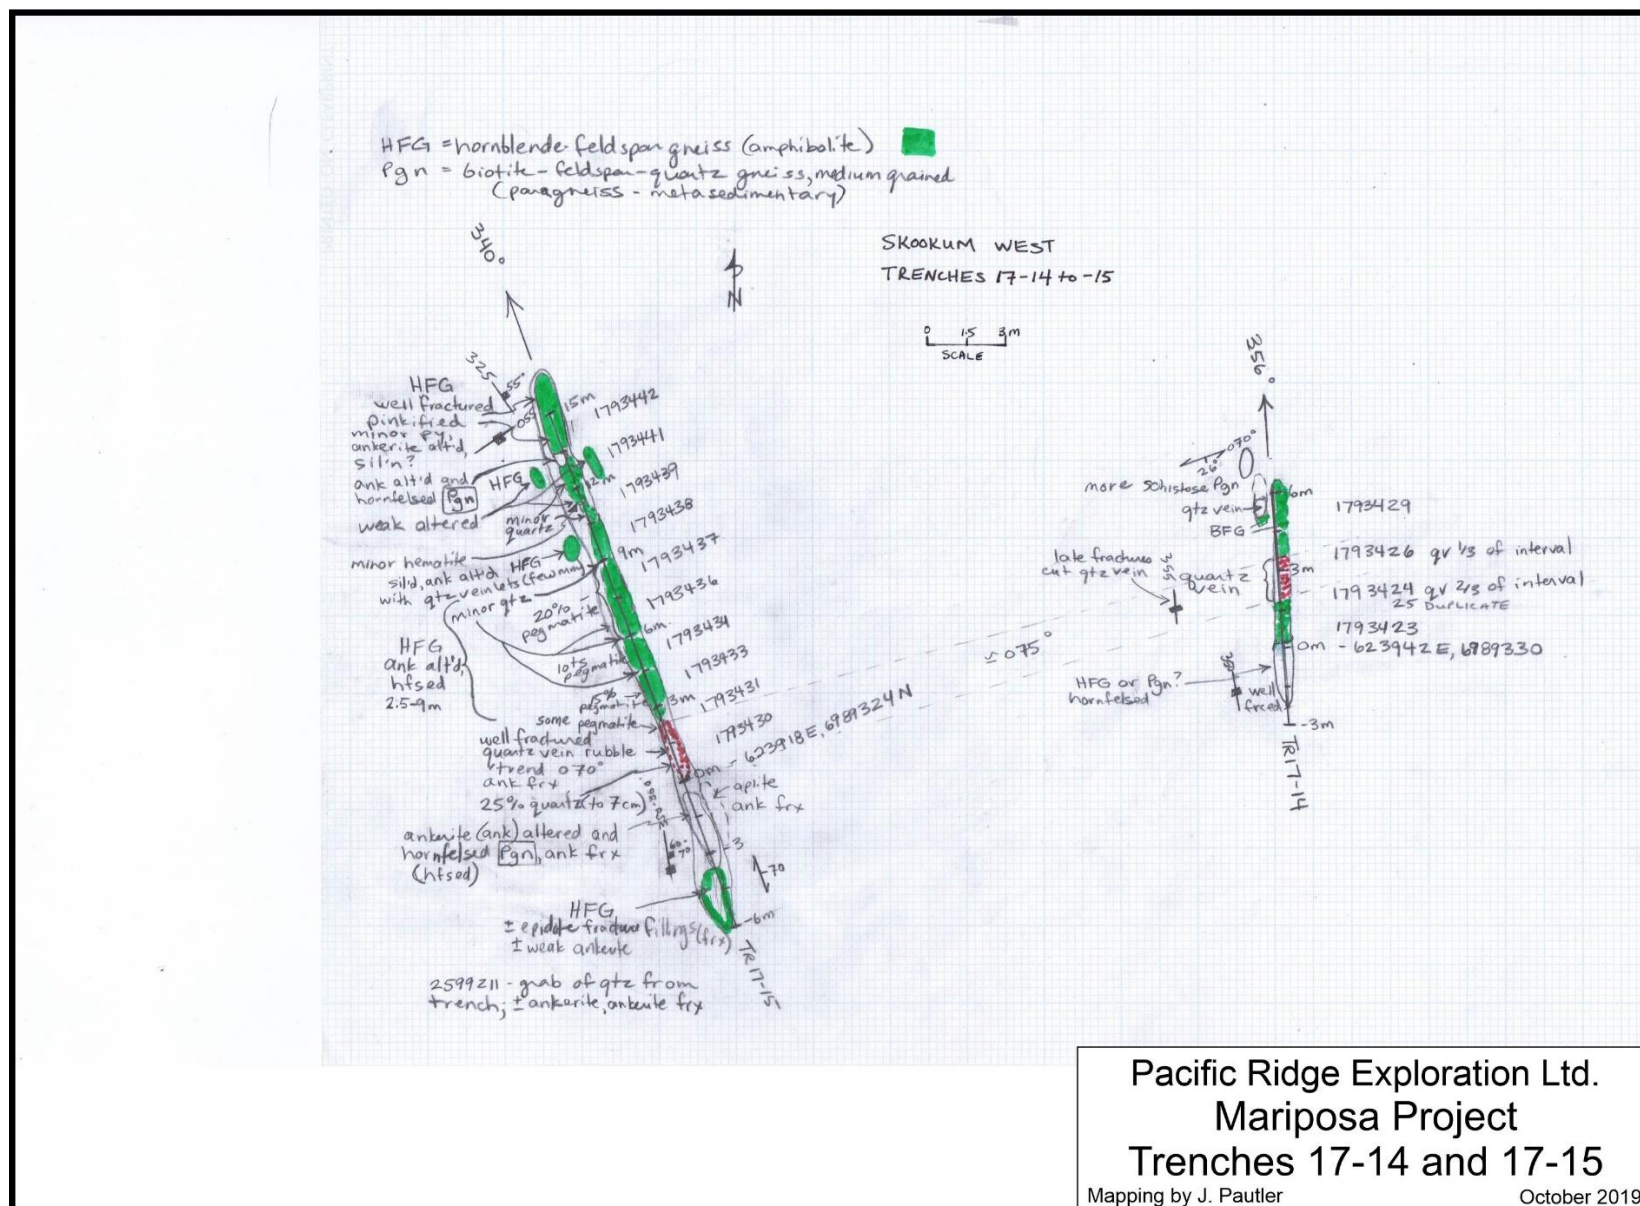 HFG = hornblende-feldspar gneiss (amphibolite)
Pgn = biotite-feldspar-quartz gneiss, medium grained
(paragneiss - metasedimentary)
SKOOKUM WEST
TRENCHES 17-14 to -15
0 1.5 3m
SCALE
N
340°
325
55°
HFG
well fractured
pinkified
minor py,
ankerite alt'd,
sil'n?
055
ank alt'd and
hornfelsed Pgn
weak altered
HFG
minor
quartz
minor hematite
sil'd, ank alt'd
with qtz veinlets (few mm)
HFG
minor qtz
20%
pegmatite
HFG
ank alt'd,
hfsed
2.5-9m
lots
pegmatite
15%
pegmatite
some pegmatite
well fractured
quartz vein rubble
trend 070°
ank frx
25% quartz (to 7cm)
ankerite (ank) altered and
hornfelsed Pgn, ank frx
(hfsed)
HFG
± epidote fracture fillings (frx)
± weak ankerite
2599211 - grab of qtz from
trench; ± ankerite, ankerite frx
15m
1793442
1793441
12m
1793439
1793438
9m
1793437
1793436
6m
1793434
1793433
3m
1793431
1793430
0m - 623918E, 6989324N
aplite
ank frx
-3
70
-6m
TR17-15
≃ 075°
356°
070°
26°
more schistose Pgn
qtz vein
BFG
6m
1793429
late fractures
cut qtz vein
355
quartz
vein
3m
1793426 qv 1/3 of interval
1793424 qv 2/3 of interval
25 DUPLICATE
1793423
0m - 623942E, 6989330
HFG or Pgn?
hornfelsed
well
frc'd
-3m
TR17-14
Pacific Ridge Exploration Ltd.
Mariposa Project
Trenches 17-14 and 17-15
Mapping by J. Pautler October 2019